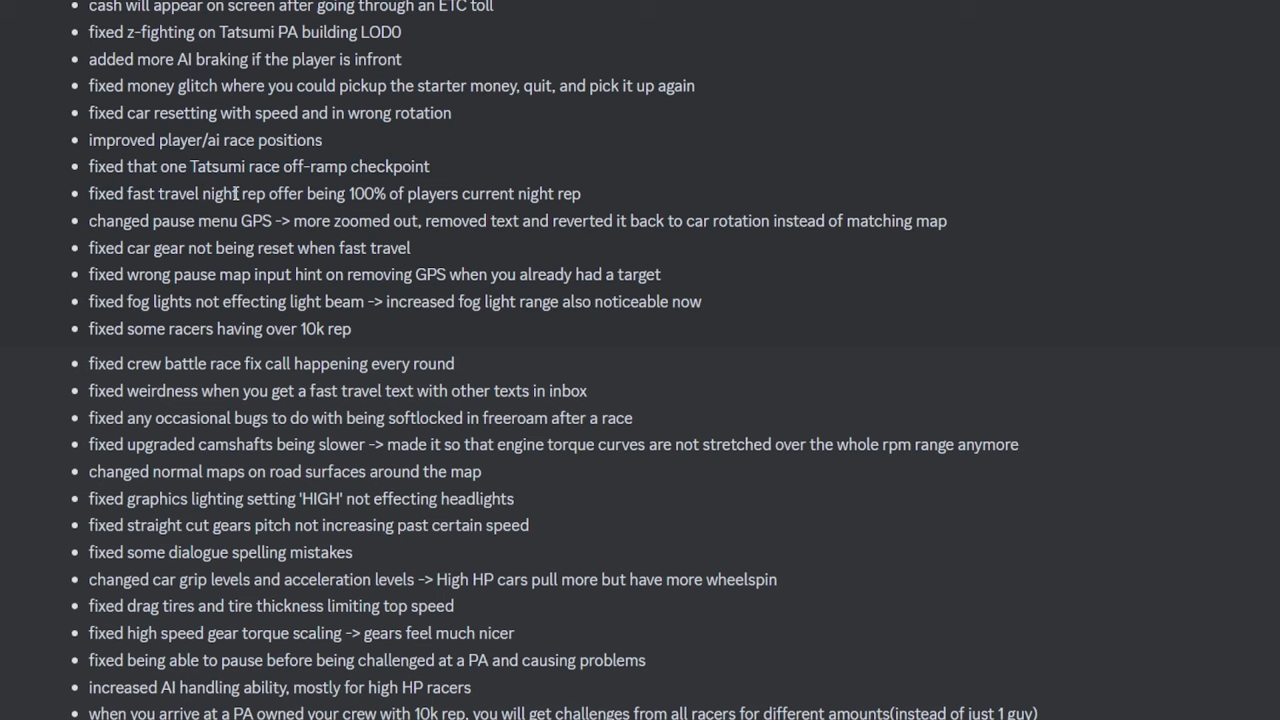 • cash will appear on screen after going through an ETC toll
• fixed z-fighting on Tatsumi PA building LOD0
• added more AI braking if the player is infront
• fixed money glitch where you could pickup the starter money, quit, and pick it up again
• fixed car resetting with speed and in wrong rotation
• improved player/ai race positions
• fixed that one Tatsumi race off-ramp checkpoint
• fixed fast travel night rep offer being 100% of players current night rep
• changed pause menu GPS -> more zoomed out, removed text and reverted it back to car rotation instead of matching map
• fixed car gear not being reset when fast travel
• fixed wrong pause map input hint on removing GPS when you already had a target
• fixed fog lights not effecting light beam -> increased fog light range also noticeable now
• fixed some racers having over 10k rep
• fixed crew battle race fix call happening every round
• fixed weirdness when you get a fast travel text with other texts in inbox
• fixed any occasional bugs to do with being softlocked in freeroam after a race
• fixed upgraded camshafts being slower -> made it so that engine torque curves are not stretched over the whole rpm range anymore
• changed normal maps on road surfaces around the map
• fixed graphics lighting setting 'HIGH' not effecting headlights
• fixed straight cut gears pitch not increasing past certain speed
• fixed some dialogue spelling mistakes
• changed car grip levels and acceleration levels -> High HP cars pull more but have more wheelspin
• fixed drag tires and tire thickness limiting top speed
• fixed high speed gear torque scaling -> gears feel much nicer
• fixed being able to pause before being challenged at a PA and causing problems
• increased AI handling ability, mostly for high HP racers
• when you arrive at a PA owned your crew with 10k rep, you will get challenges from all racers for different amounts(instead of just 1 guy)